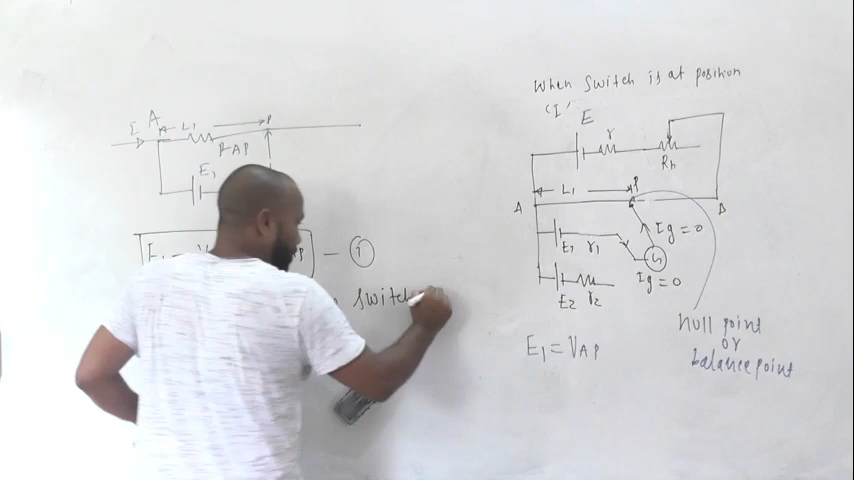 I A L1 P
RAP
E1
E1 = V
P — 1
Switch
When Switch is at position
'1'
E
r
Rh
L1 P
A B
E1 r1 Ig = 0
G
Ig = 0
E2 r2
E1 = VAP
null point
or
balance point